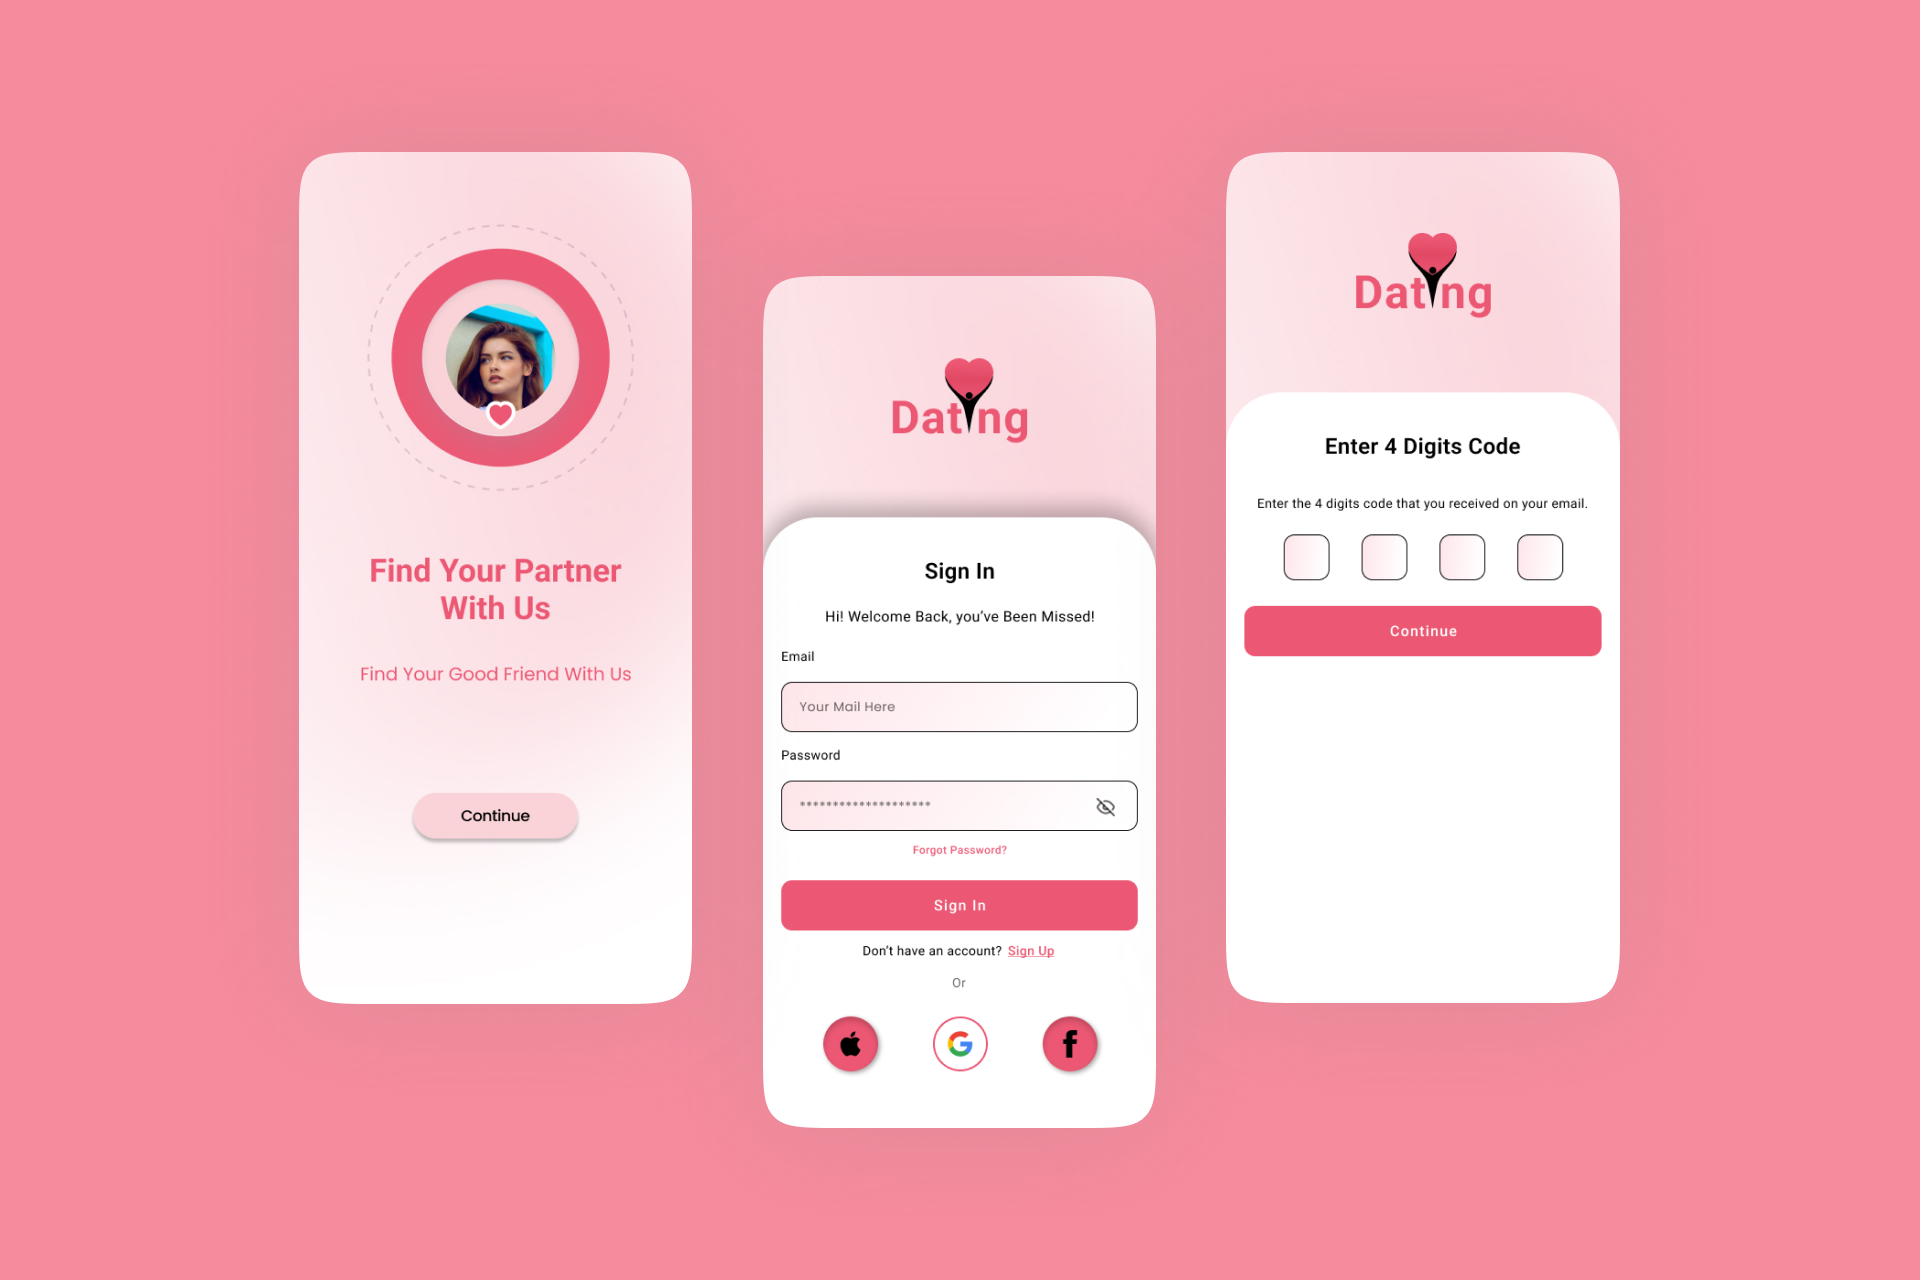 Find Your Partner
With Us
Find Your Good Friend With Us
Continue
Dating
Sign In
Hi! Welcome Back, you’ve Been Missed!
Email
Your Mail Here
Password
********************
Forgot Password?
Sign In
Don’t have an account? Sign Up
Or
Dating
Enter 4 Digits Code
Enter the 4 digits code that you received on your email.
Continue